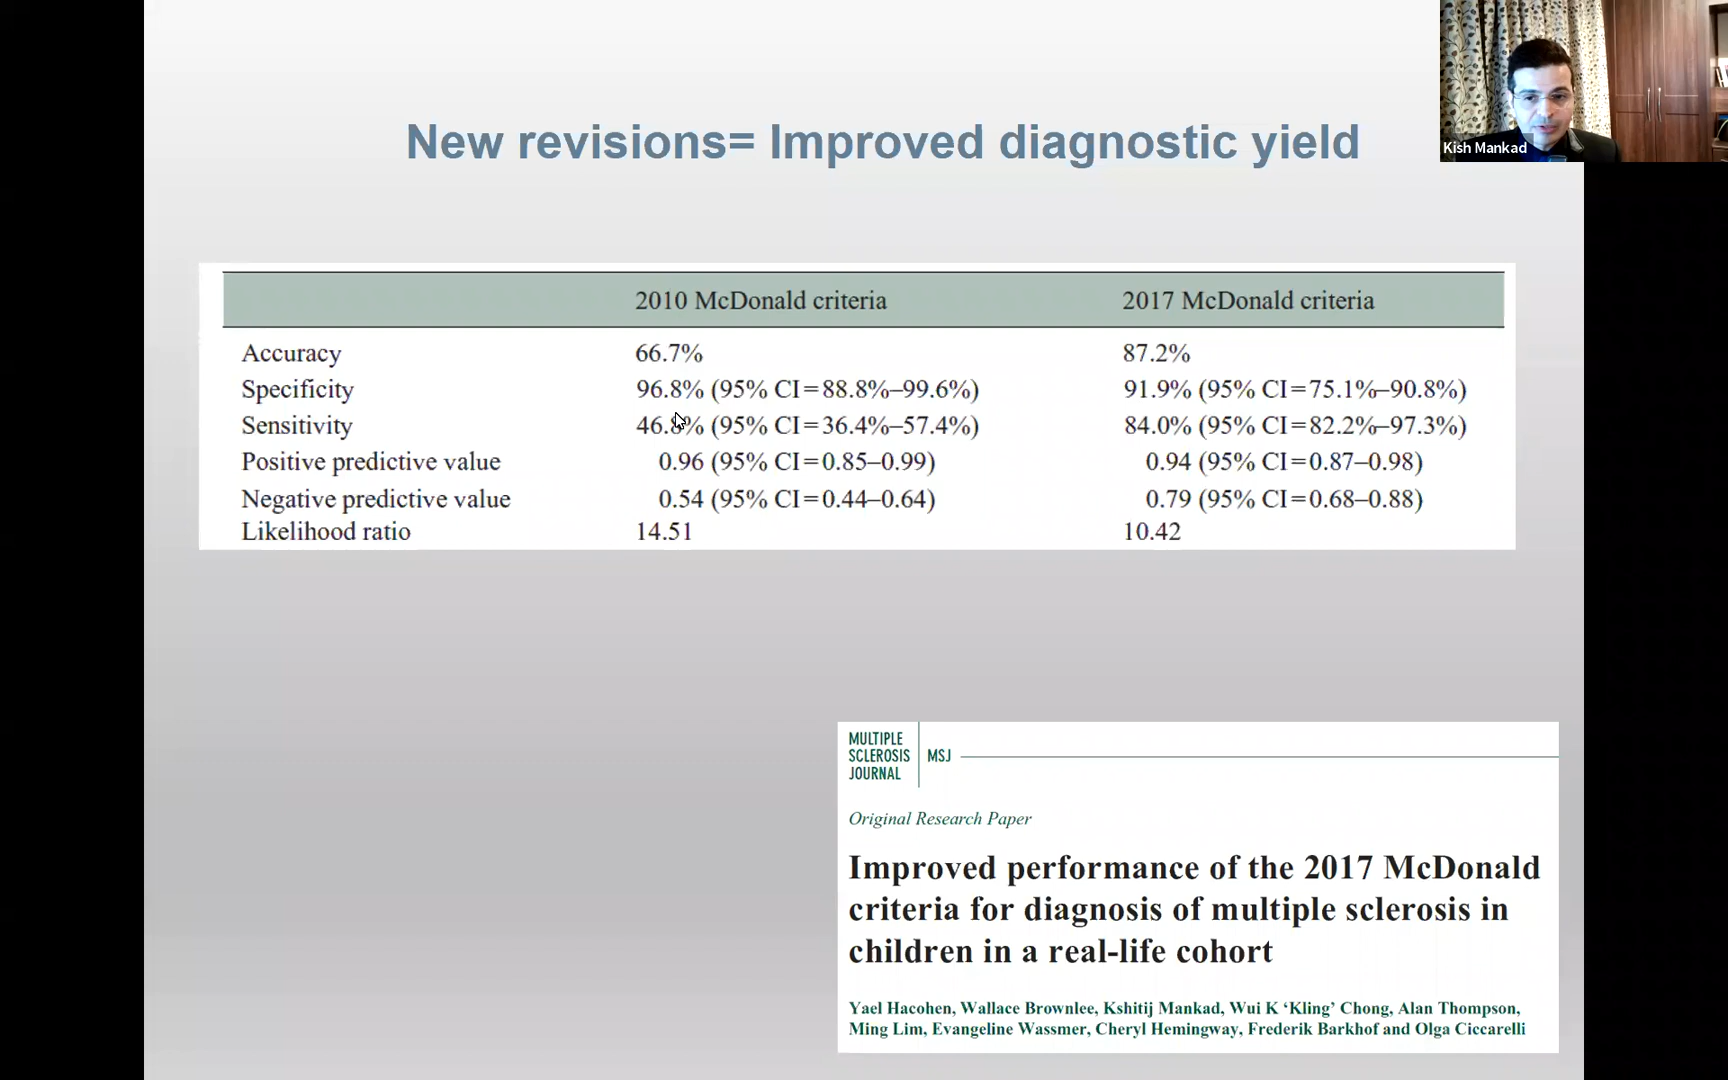 Kish Mankad
New revisions= Improved diagnostic yield
2010 McDonald criteria 2017 McDonald criteria
Accuracy 66.7% 87.2%
Specificity 96.8% (95% CI=88.8%–99.6%) 91.9% (95% CI=75.1%–90.8%)
Sensitivity 46.8% (95% CI=36.4%–57.4%) 84.0% (95% CI=82.2%–97.3%)
Positive predictive value 0.96 (95% CI=0.85–0.99) 0.94 (95% CI=0.87–0.98)
Negative predictive value 0.54 (95% CI=0.44–0.64) 0.79 (95% CI=0.68–0.88)
Likelihood ratio 14.51 10.42
MULTIPLE
SCLEROSIS MSJ
JOURNAL
Original Research Paper
Improved performance of the 2017 McDonald
criteria for diagnosis of multiple sclerosis in
children in a real-life cohort
Yael Hacohen, Wallace Brownlee, Kshitij Mankad, Wui K ‘Kling’ Chong, Alan Thompson,
Ming Lim, Evangeline Wassmer, Cheryl Hemingway, Frederik Barkhof and Olga Ciccarelli